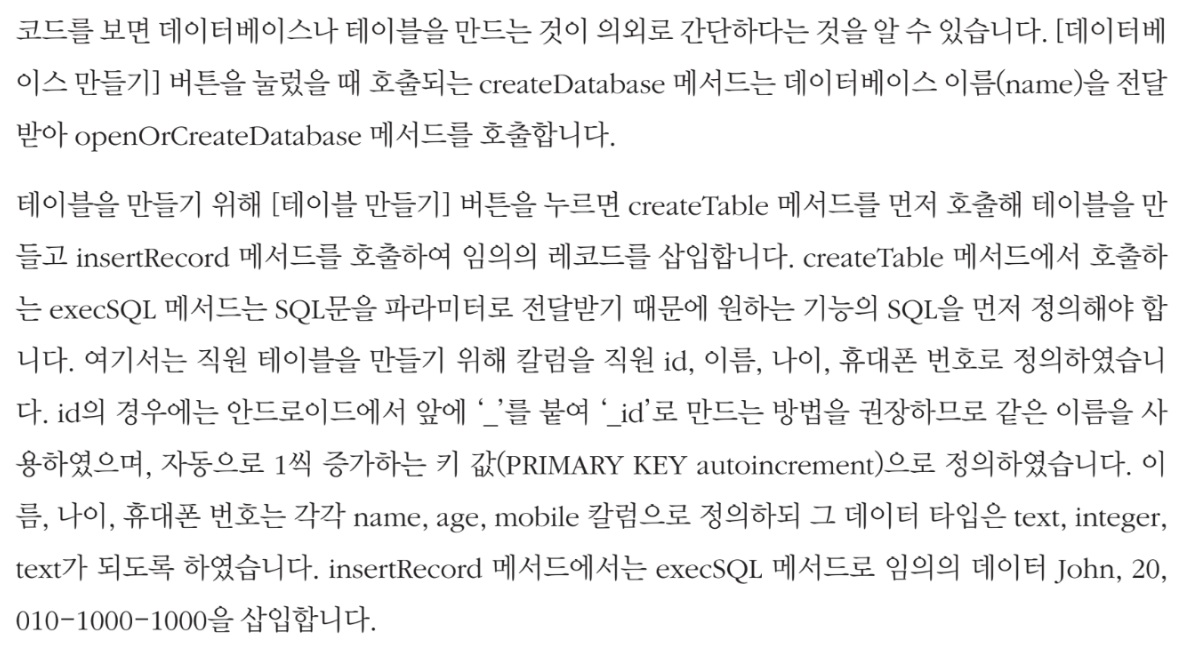 코드를 보면 데이터베이스나 테이블을 만드는 것이 의외로 간단하다는 것을 알 수 있습니다. [데이터베
이스 만들기] 버튼을 눌렀을 때 호출되는 createDatabase 메서드는 데이터베이스 이름(name)을 전달
받아 openOrCreateDatabase 메서드를 호출합니다.
테이블을 만들기 위해 [테이블 만들기] 버튼을 누르면 createTable 메서드를 먼저 호출해 테이블을 만
들고 insertRecord 메서드를 호출하여 임의의 레코드를 삽입합니다. createTable 메서드에서 호출하
는 execSQL 메서드는 SQL문을 파라미터로 전달받기 때문에 원하는 기능의 SQL을 먼저 정의해야 합
니다. 여기서는 직원 테이블을 만들기 위해 칼럼을 직원 id, 이름, 나이, 휴대폰 번호로 정의하였습니
다. id의 경우에는 안드로이드에서 앞에 ‘_’를 붙여 ‘_id’로 만드는 방법을 권장하므로 같은 이름을 사
용하였으며, 자동으로 1씩 증가하는 키 값(PRIMARY KEY autoincrement)으로 정의하였습니다. 이
름, 나이, 휴대폰 번호는 각각 name, age, mobile 칼럼으로 정의하되 그 데이터 타입은 text, integer,
text가 되도록 하였습니다. insertRecord 메서드에서는 execSQL 메서드로 임의의 데이터 John, 20,
010-1000-1000을 삽입합니다.